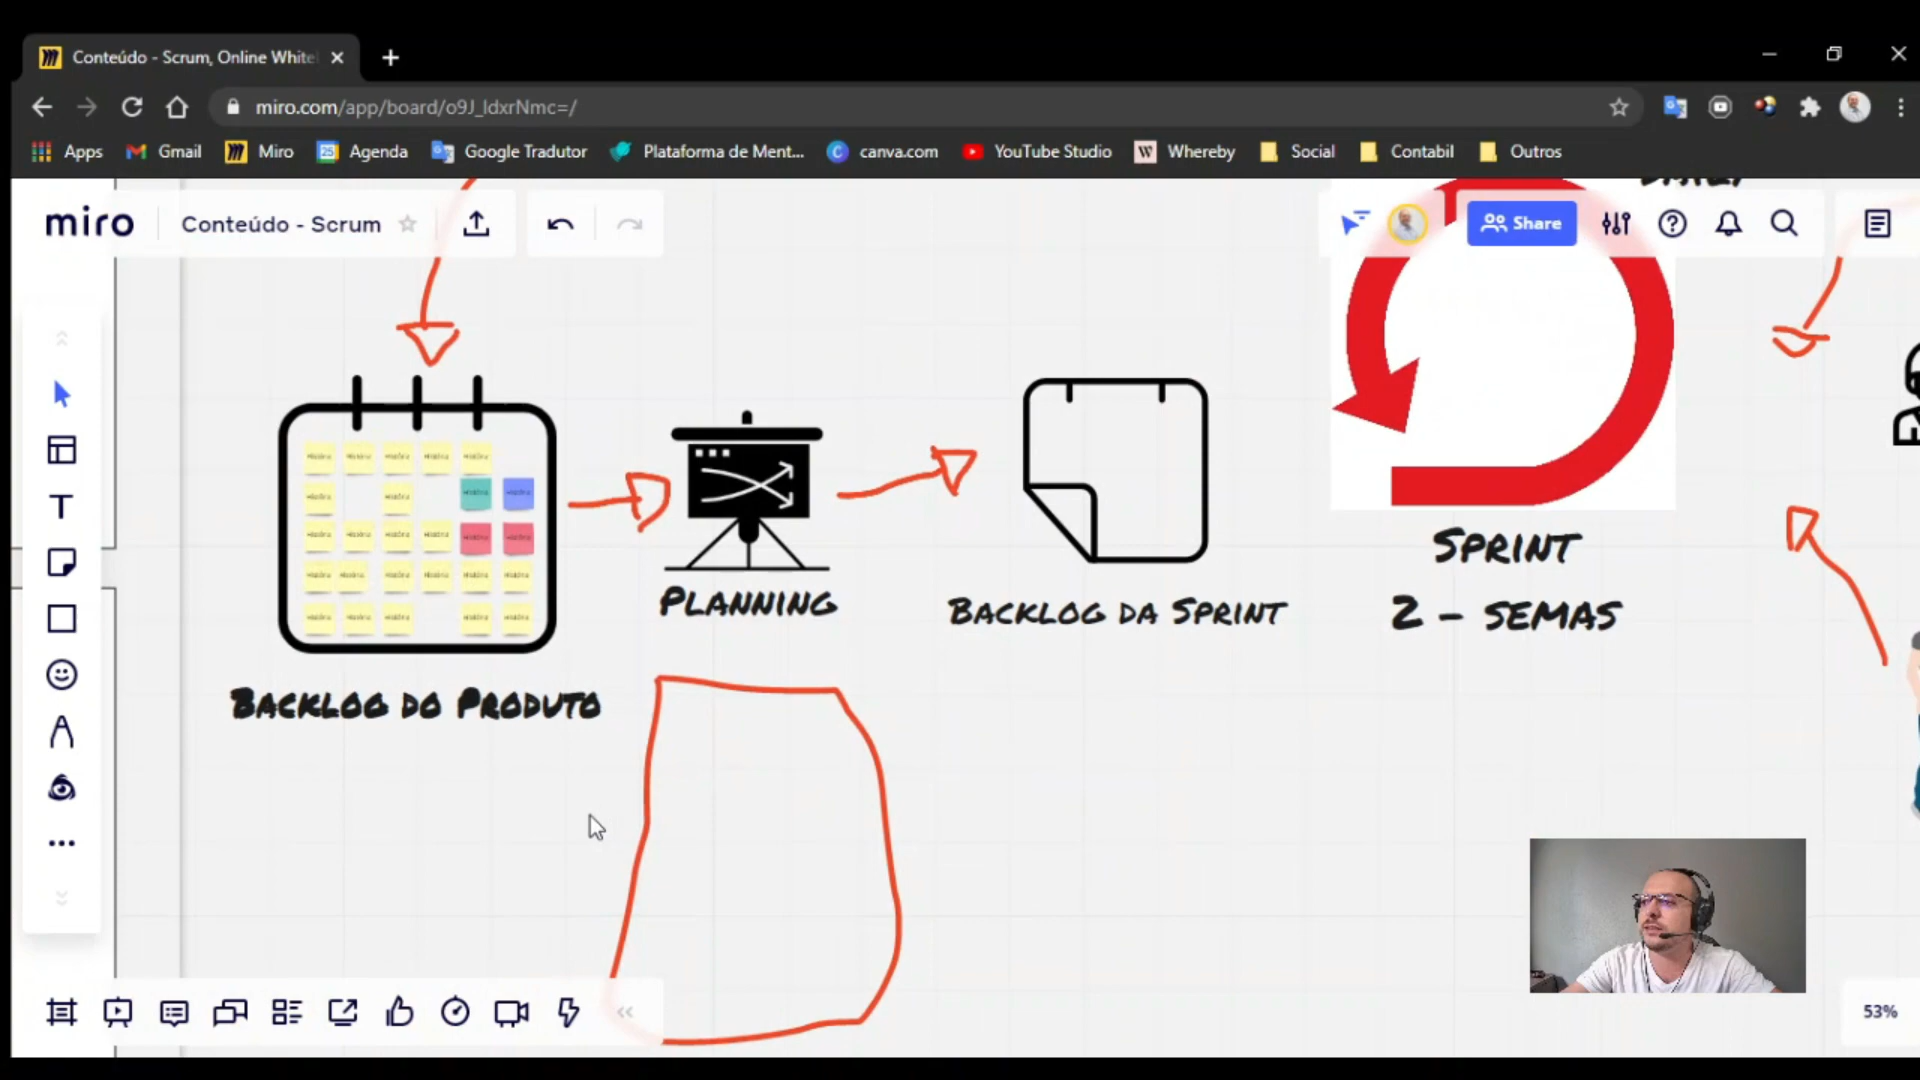 Conteúdo - Scrum, Online White
miro.com/app/board/o9J_ldxrNmc=/
Apps
Gmail
Miro
25
Agenda
Google Tradutor
Plataforma de Ment...
canva.com
YouTube Studio
Whereby
Social
Contabil
Outros
miro
Conteúdo - Scrum
Share
Backlog do Produto
Planning
Backlog da Sprint
Sprint
2 - semas
53%